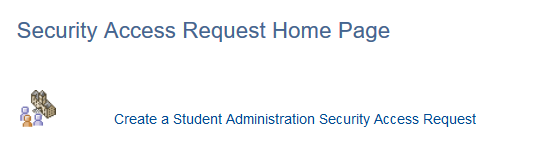 Security Access Request Home Page
Create a Student Administration Security Access Request